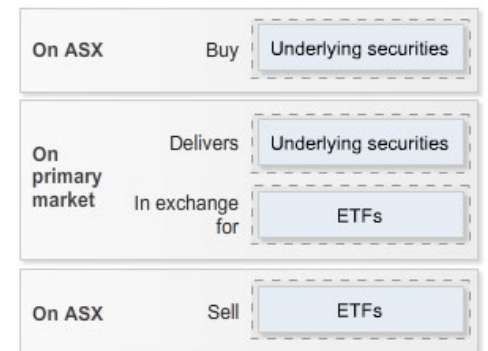 On ASX
Buy
Underlying securities
On
primary
market
Delivers
Underlying securities
In exchange
for
ETFs
On ASX
Sell
ETFs